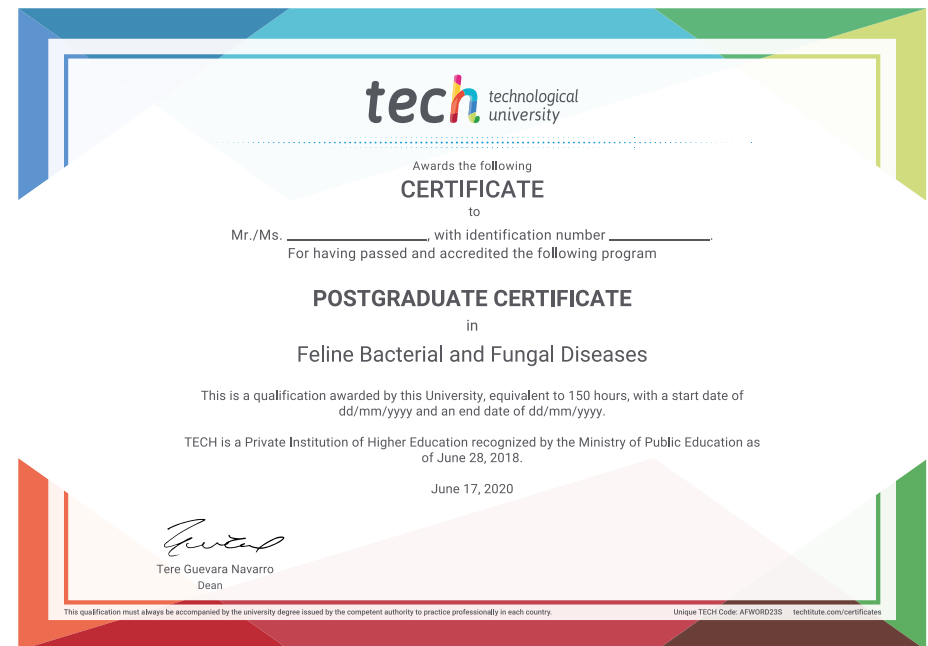 tech technological
university
Awards the following
CERTIFICATE
to
Mr./Ms. ____________________, with identification number ______________.
For having passed and accredited the following program
POSTGRADUATE CERTIFICATE
in
Feline Bacterial and Fungal Diseases
This is a qualification awarded by this University, equivalent to 150 hours, with a start date of
dd/mm/yyyy and an end date of dd/mm/yyyy.
TECH is a Private Institution of Higher Education recognized by the Ministry of Public Education as
of June 28, 2018.
June 17, 2020
Tere Guevara Navarro
Dean
This qualification must always be accompanied by the university degree issued by the competent authority to practice professionally in each country.
Unique TECH Code: AFWORD23S techtitute.com/certificates